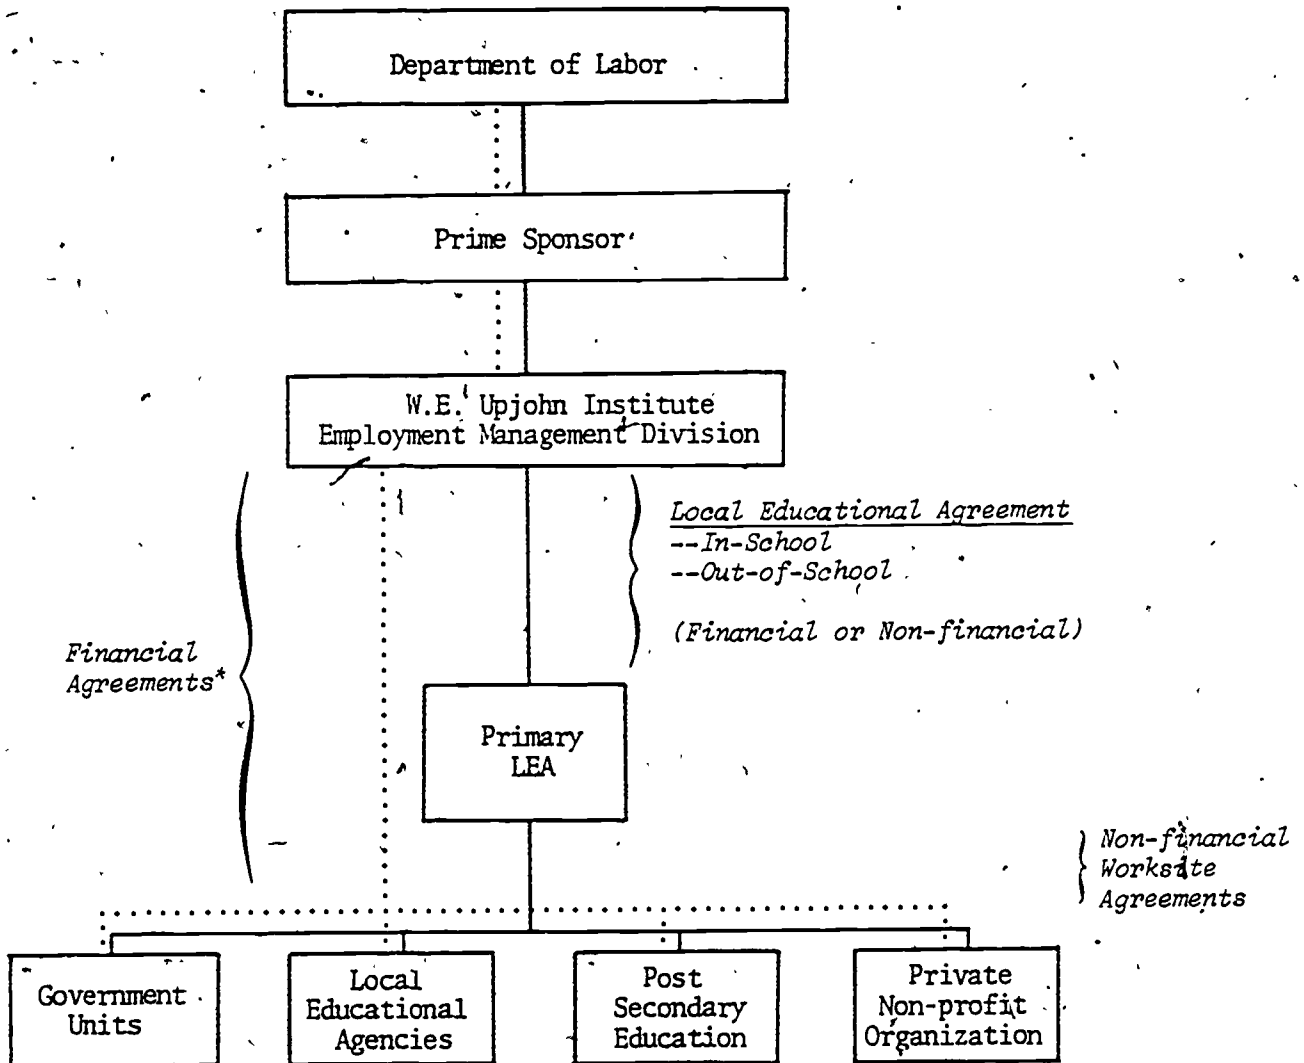 Department of Labor
Prime Sponsor
W.E. Upjohn Institute
Employment Management Division
Local Educational Agreement
--In-School
--Out-of-School
(Financial or Non-financial)
Financial
Agreements*
Primary
LEA
Non-financial
Worksite
Agreements
Government
Units
Local
Educational
Agencies
Post
Secondary
Education
Private
Non-profit
Organization